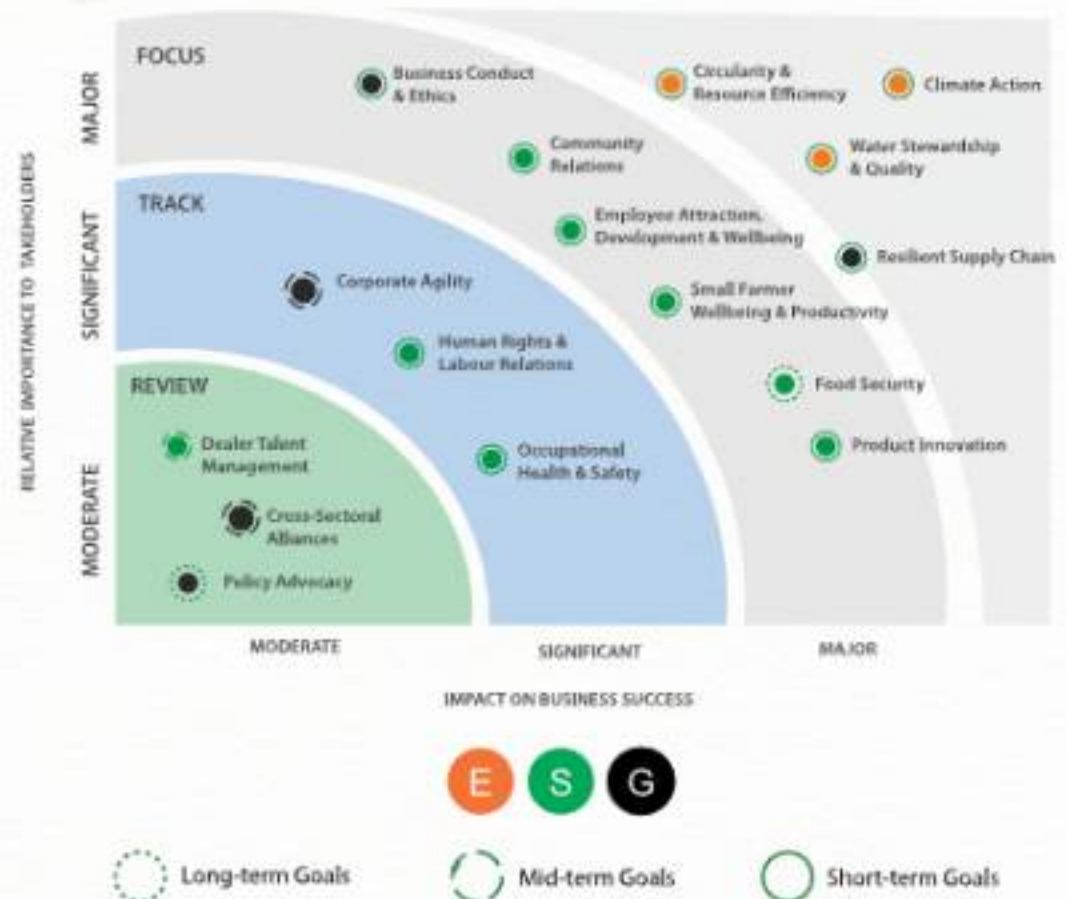 FOCUS
Business Conduct
& Ethics
Circularity &
Resource Efficiency
Climate Action
Community
Relations
Water Stewardship
& Quality
TRACK
Employee Attraction,
Development & Wellbeing
Resilient Supply Chain
Corporate Agility
Small Farmer
Wellbeing & Productivity
Human Rights &
Labour Relations
REVIEW
Food Security
Dealer Talent
Management
Occupational
Health & Safety
Product Innovation
Cross-Sectoral
Alliances
Policy Advocacy
RELATIVE IMPORTANCE TO TAKEHOLDERS
MAJOR
SIGNIFICANT
MODERATE
MODERATE
SIGNIFICANT
MAJOR
IMPACT ON BUSINESS SUCCESS
E S G
Long-term Goals
Mid-term Goals
Short-term Goals